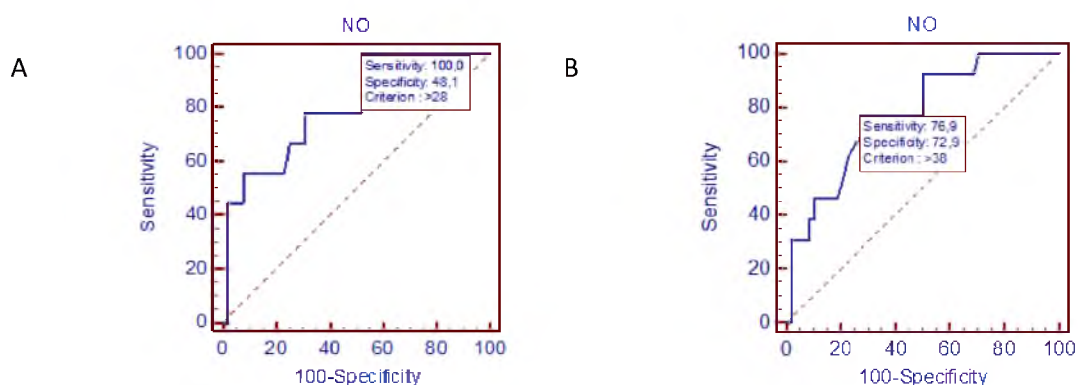 A
NO
Sensitivity
100
80
60
40
20
0
Sensitivity: 100,0
Specificity: 48,1
Criterion : >28
0 20 40 60 80 100
100-Specificity
B
NO
Sensitivity
100
80
60
40
20
0
Sensitivity: 76,9
Specificity: 72,9
Criterion : >38
0 20 40 60 80 100
100-Specificity